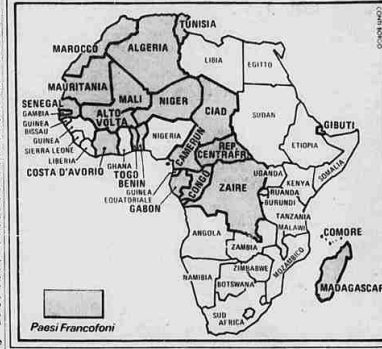 TUNISIA
MAROCCO
ALGERIA
LIBIA
EGITTO
MAURITANIA
MALI
NIGER
CIAD
SUDAN
SENEGAL
GAMBIA
GUINEA
BISSAU
GUINEA
SIERRA LEONE
LIBERIA
COSTA D'AVORIO
ALTO
VOLTA
GHANA
TOGO
BENIN
NIGERIA
CAMERUN
GUINEA
EQUATORIALE
GABON
CONGO
REP.
CENTRAFR.
GIBUTI
ETIOPIA
SOMALIA
ZAIRE
UGANDA
KENYA
RUANDA
BURUNDI
TANZANIA
MALAWI
COMORE
ANGOLA
ZAMBIA
MOZAMBICO
MADAGASCAR
NAMIBIA
ZIMBABWE
BOTSWANA
SUD
AFRICA
Paesi Francofoni